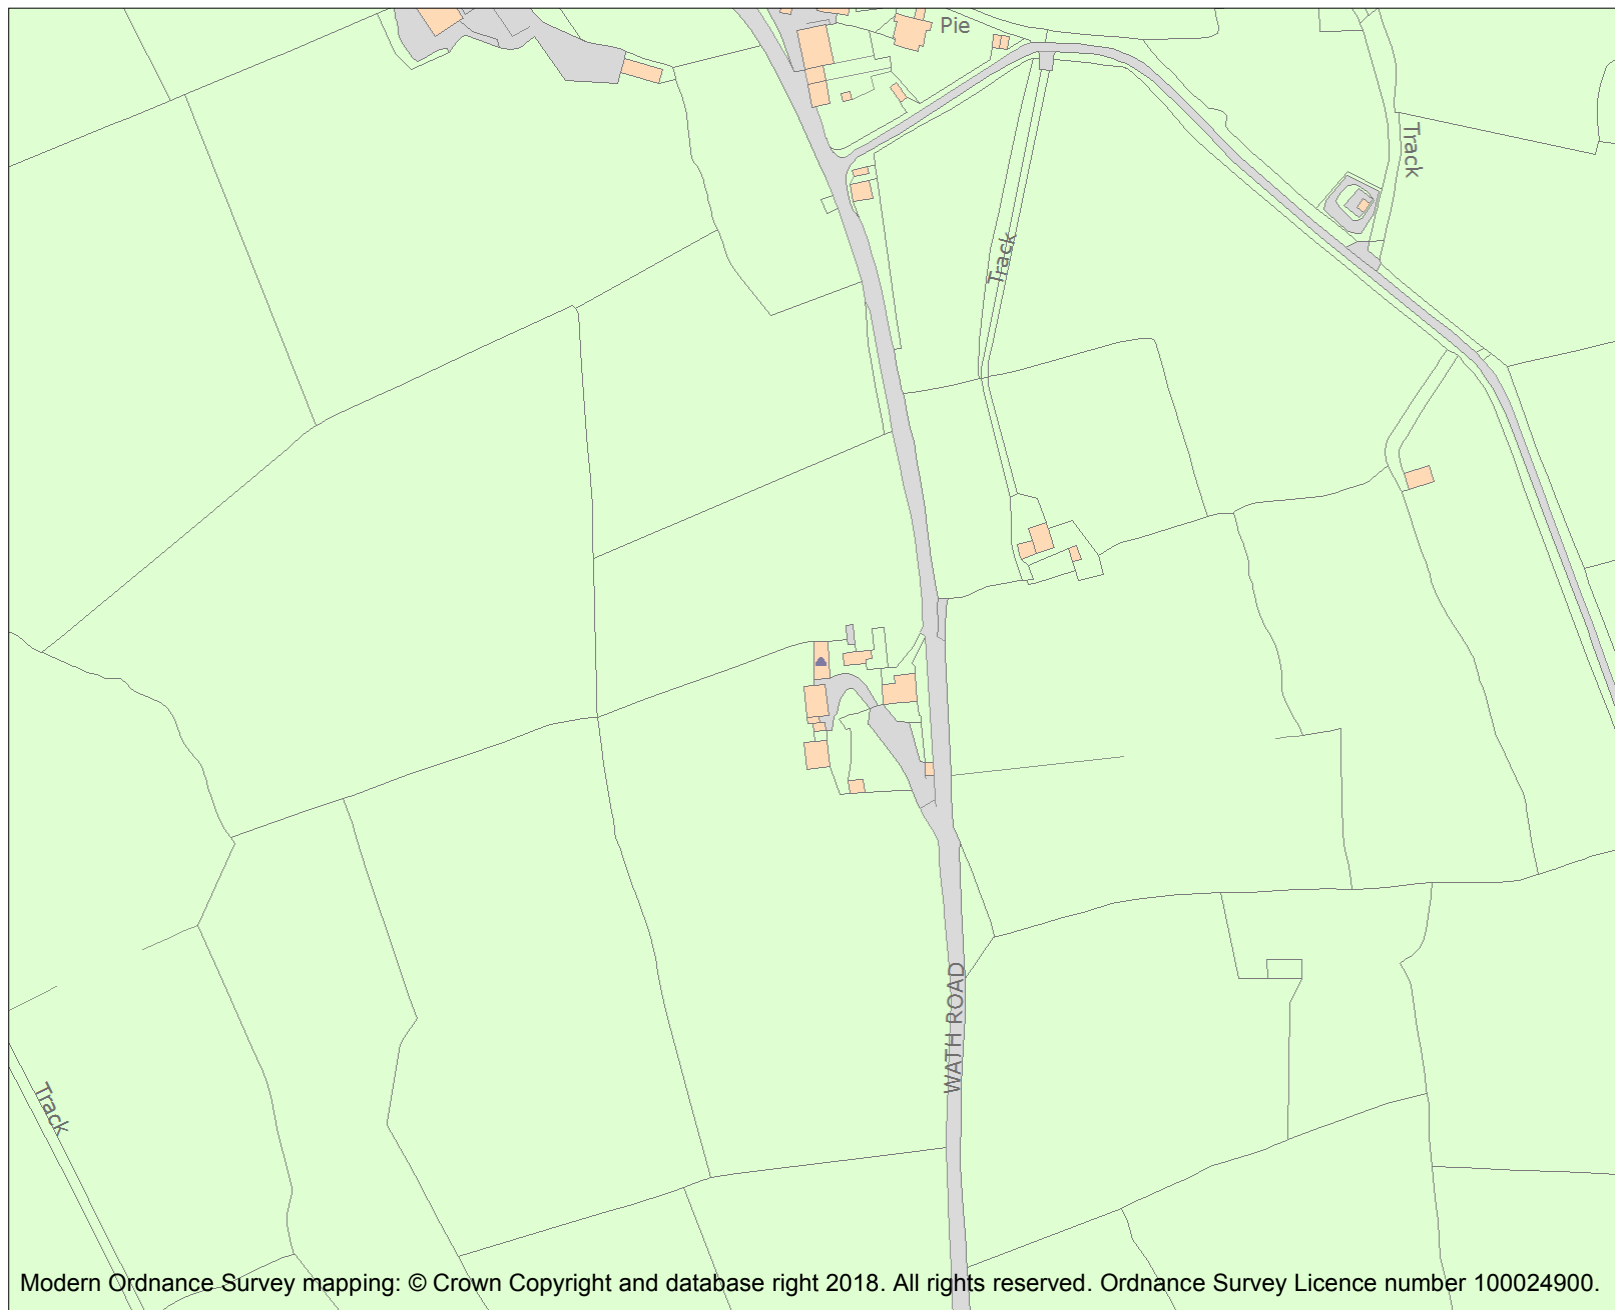 Pie
Track
Track
WATH ROAD
Track
Modern Ordnance Survey mapping: © Crown Copyright and database right 2018. All rights reserved. Ordnance Survey Licence number 100024900.